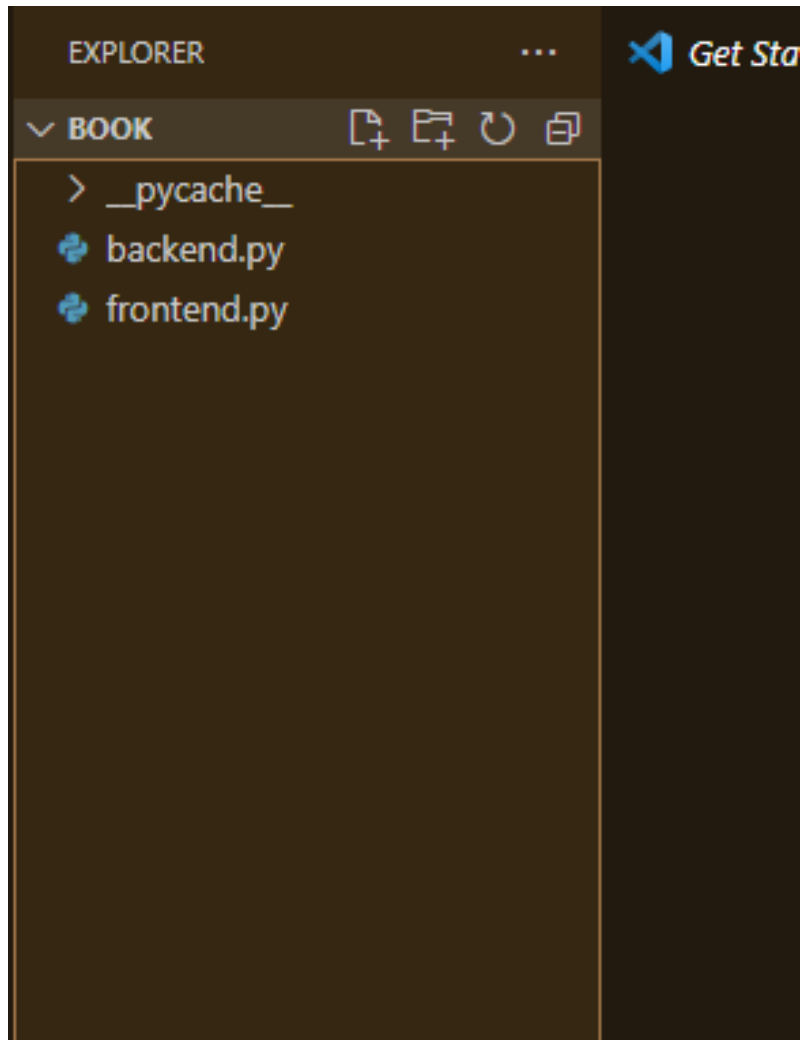 EXPLORER
Get Sta
BOOK
__pycache__
backend.py
frontend.py